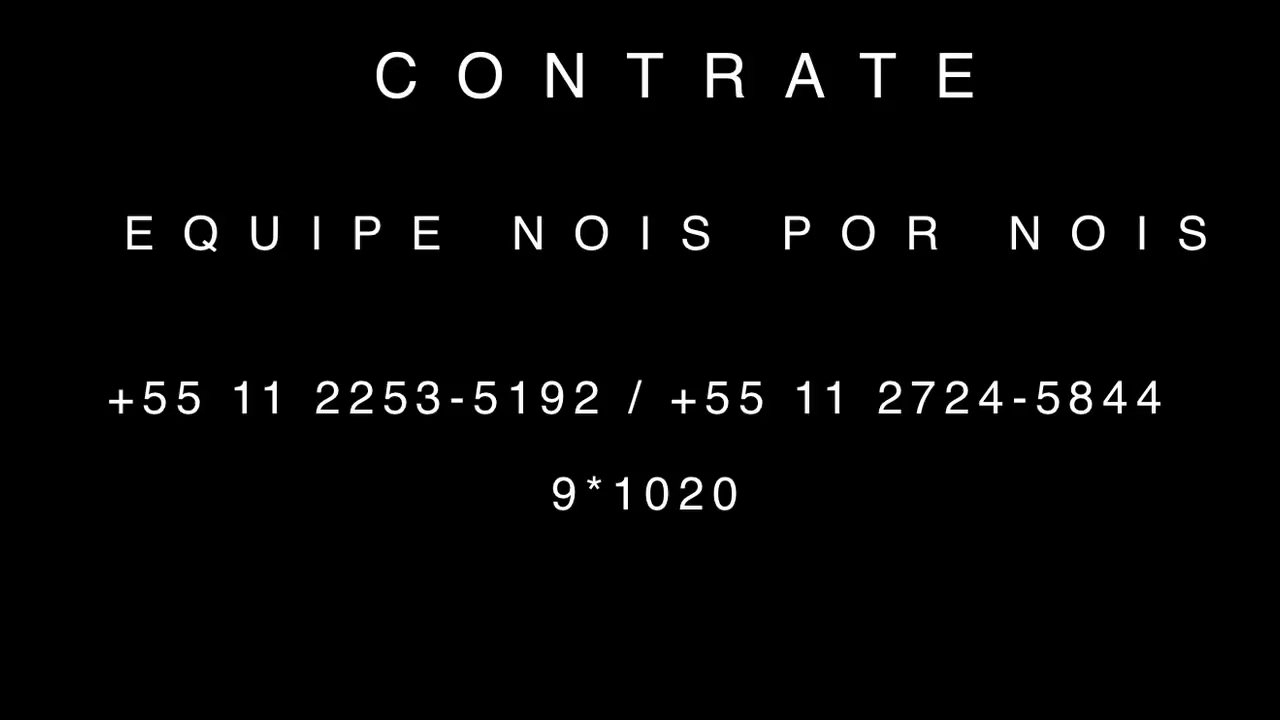 CONTRATE
EQUIPE NOIS POR NOIS
+55 11 2253-5192 / +55 11 2724-5844
9*1020